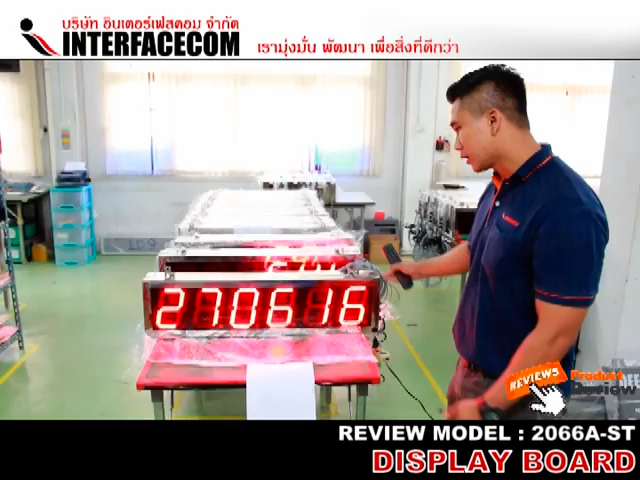 บริษัท อินเตอร์เฟสคอม จำกัด
INTERFACECOM เรามุ่งมั่น พัฒนา เพื่อสิ่งที่ดีกว่า
270616
REVIEWS Product Review
REVIEW MODEL : 2066A-ST
DISPLAY BOARD